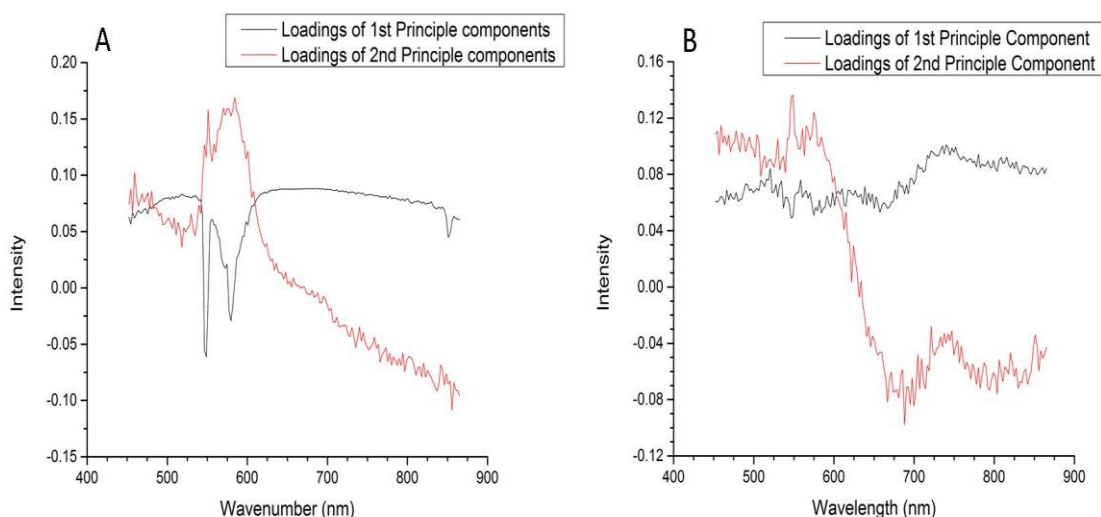 A
Loadings of 1st Principle components
Loadings of 2nd Principle components
0.20
0.15
0.10
0.05
0.00
-0.05
-0.10
-0.15
Intensity
400 500 600 700 800 900
Wavenumber (nm)
B
Loadings of 1st Principle Component
Loadings of 2nd Principle Component
0.16
0.12
0.08
0.04
0.00
-0.04
-0.08
-0.12
Intensity
400 500 600 700 800 900
Wavelength (nm)